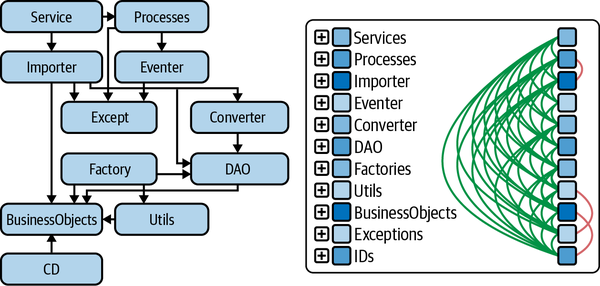 Service
Processes
Importer
Eventer
Except
Converter
Factory
DAO
BusinessObjects
Utils
CD
Services
Processes
Importer
Eventer
Converter
DAO
Factories
Utils
BusinessObjects
Exceptions
IDs